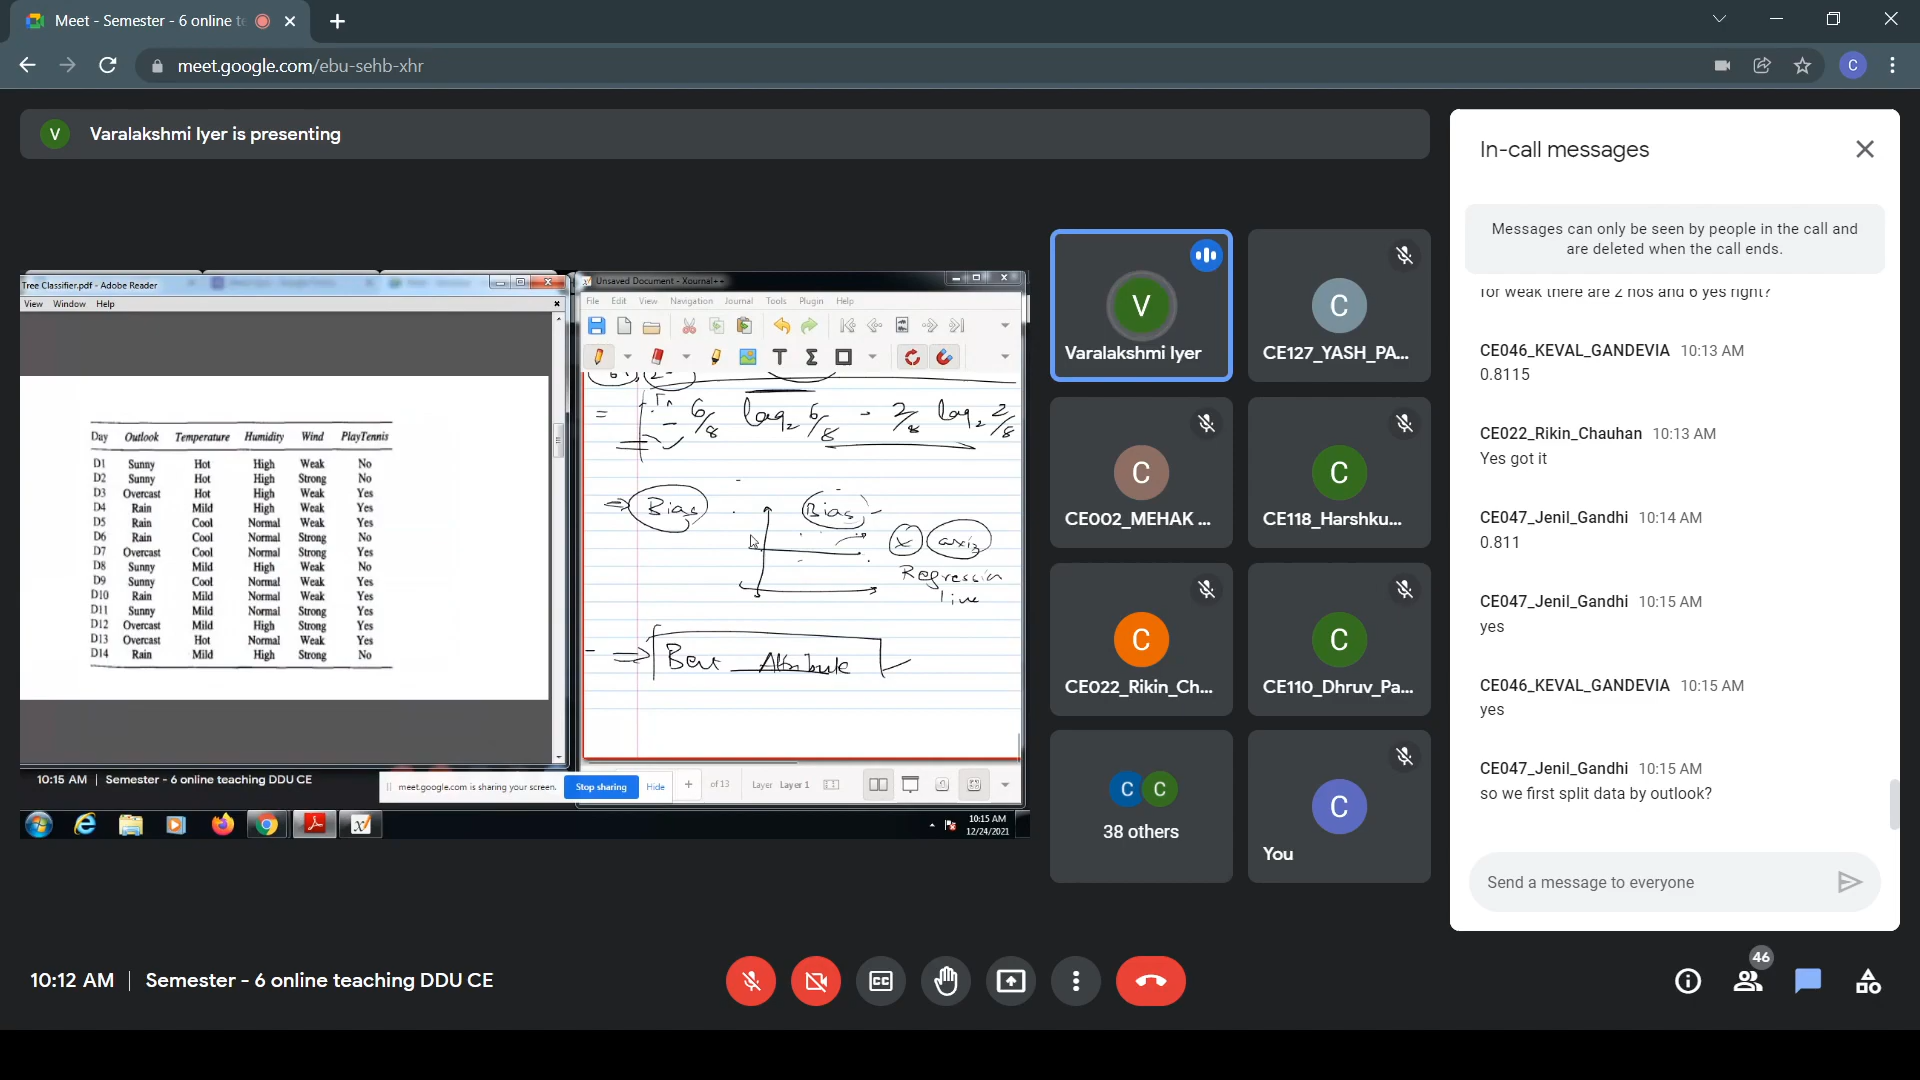 Meet - Semester - 6 online te
meet.google.com/ebu-sehb-xhr
C
V
Varalakshmi Iyer is presenting
Tree Classifier.pdf - Adobe Reader
View Window Help
Day Outlook Temperature Humidity Wind PlayTennis
D1 Sunny Hot High Weak No
D2 Sunny Hot High Strong No
D3 Overcast Hot High Weak Yes
D4 Rain Mild High Weak Yes
D5 Rain Cool Normal Weak Yes
D6 Rain Cool Normal Strong No
D7 Overcast Cool Normal Strong Yes
D8 Sunny Mild High Weak No
D9 Sunny Cool Normal Weak Yes
D10 Rain Mild Normal Weak Yes
D11 Sunny Mild Normal Strong Yes
D12 Overcast Mild High Strong Yes
D13 Overcast Hot Normal Weak Yes
D14 Rain Mild High Strong No
Unsaved Document - Xournal++
File Edit View Navigation Journal Tools Plugin Help
= - 6/8 log2 6/8 - 2/8 log2 2/8
Bias
Bias
x axis
Regression
line
Attribute
10:15 AM | Semester - 6 online teaching DDU CE
meet.google.com is sharing your screen. Stop sharing Hide
of 13 Layer Layer 1
10:15 AM
12/24/2021
V
Varalakshmi Iyer
C
CE127_YASH_PA...
C
CE002_MEHAK ...
C
CE118_Harshku...
C
CE022_Rikin_Ch...
C
CE110_Dhruv_Pa...
C C
38 others
C
You
In-call messages
Messages can only be seen by people in the call and
are deleted when the call ends.
for weak there are 2 nos and 6 yes right?
CE046_KEVAL_GANDEVIA 10:13 AM
0.8115
CE022_Rikin_Chauhan 10:13 AM
Yes got it
CE047_Jenil_Gandhi 10:14 AM
0.811
CE047_Jenil_Gandhi 10:15 AM
yes
CE046_KEVAL_GANDEVIA 10:15 AM
yes
CE047_Jenil_Gandhi 10:15 AM
so we first split data by outlook?
Send a message to everyone
10:12 AM | Semester - 6 online teaching DDU CE
46